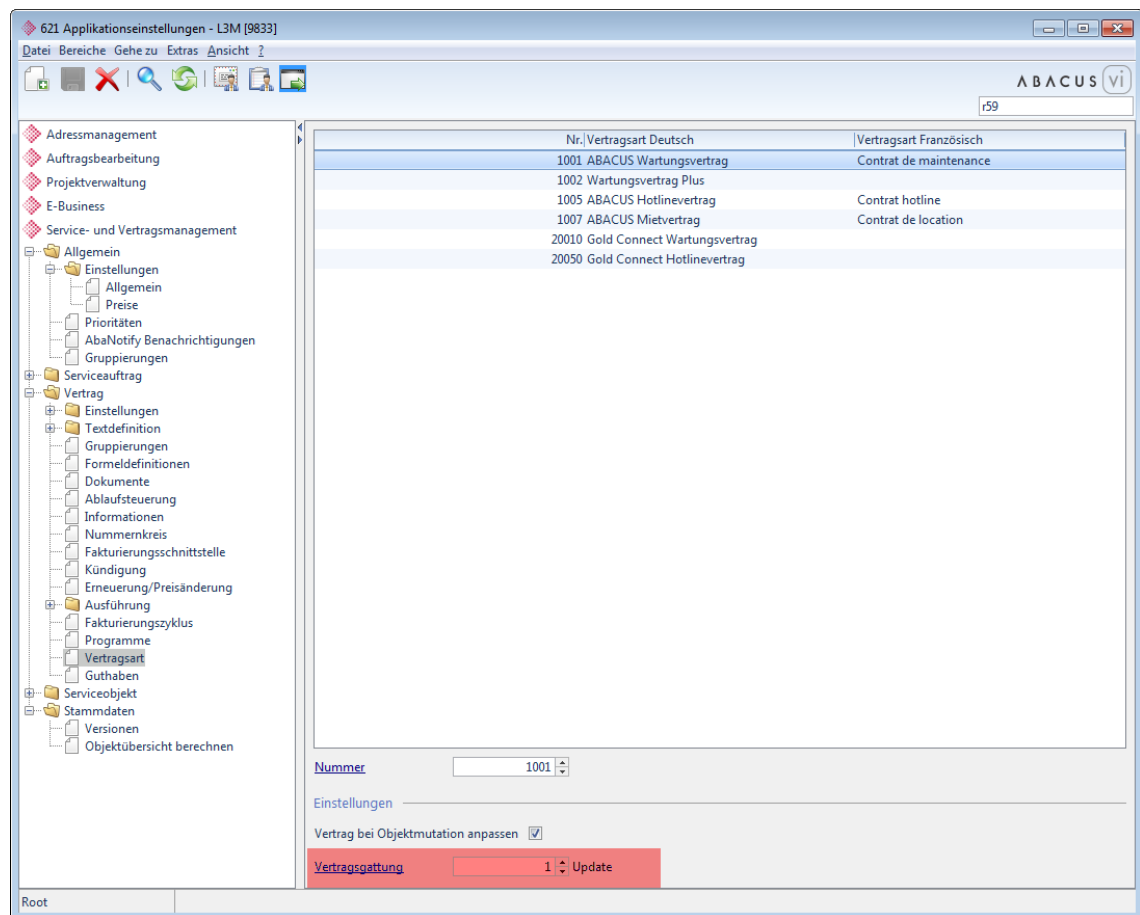 621 Applikationseinstellungen - L3M [9833]
Datei Bereiche Gehe zu Extras Ansicht ?
ABACUS vi
r59
Adressmanagement
Auftragsbearbeitung
Projektverwaltung
E-Business
Service- und Vertragsmanagement
Allgemein
Einstellungen
Allgemein
Preise
Prioritäten
AbaNotify Benachrichtigungen
Gruppierungen
Serviceauftrag
Vertrag
Einstellungen
Textdefinition
Gruppierungen
Formeldefinitionen
Dokumente
Ablaufsteuerung
Informationen
Nummernkreis
Fakturierungsschnittstelle
Kündigung
Erneuerung/Preisänderung
Ausführung
Fakturierungszyklus
Programme
Vertragsart
Guthaben
Serviceobjekt
Stammdaten
Versionen
Objektübersicht berechnen
Nr. Vertragsart Deutsch Vertragsart Französisch
1001 ABACUS Wartungsvertrag Contrat de maintenance
1002 Wartungsvertrag Plus
1005 ABACUS Hotlinevertrag Contrat hotline
1007 ABACUS Mietvertrag Contrat de location
20010 Gold Connect Wartungsvertrag
20050 Gold Connect Hotlinevertrag
Nummer 1001
Einstellungen
Vertrag bei Objektmutation anpassen
Vertragsgattung 1 Update
Root